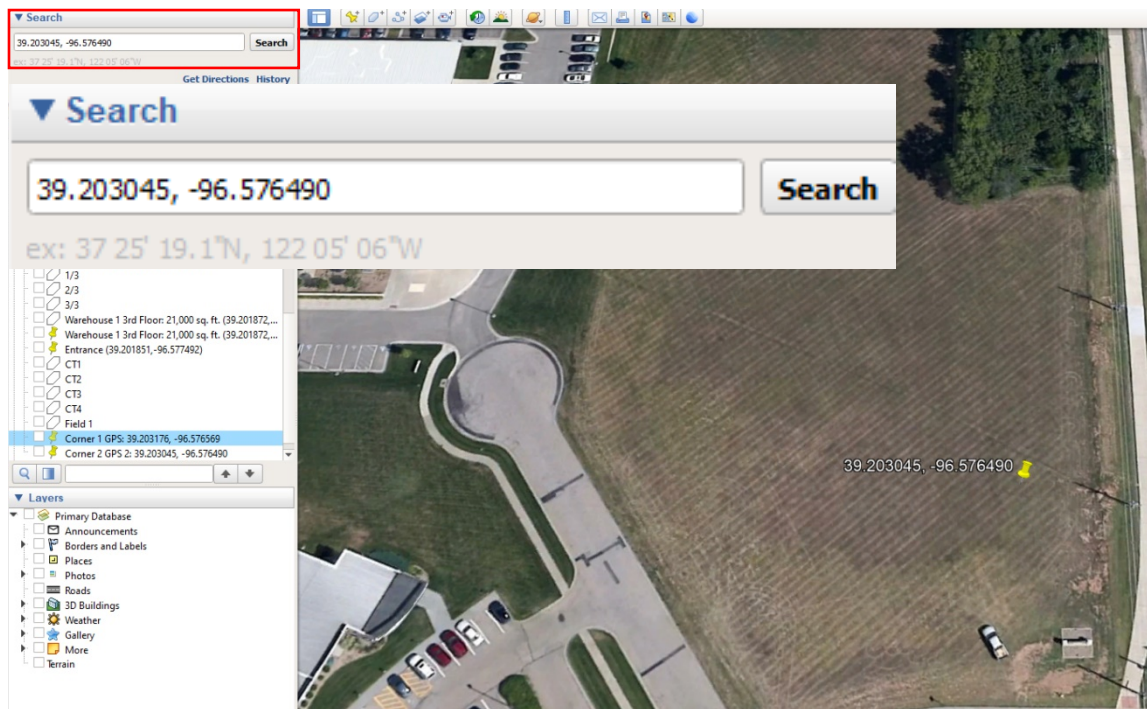 ▼ Search
39.203045, -96.576490 Search
ex: 37 25' 19.1"N, 122 05' 06"W
Get Directions History
▼ Search
39.203045, -96.576490 Search
ex: 37 25' 19.1"N, 122 05' 06"W
1/3
2/3
3/3
Warehouse 1 3rd Floor: 21,000 sq. ft. (39.201872,...
Warehouse 1 3rd Floor: 21,000 sq. ft. (39.201872,...
Entrance (39.201851,-96.577492)
CT1
CT2
CT3
CT4
Field 1
Corner 1 GPS: 39.203176, -96.576569
Corner 2 GPS 2: 39.203045, -96.576490
▼ Layers
Primary Database
Announcements
Borders and Labels
Places
Photos
Roads
3D Buildings
Weather
Gallery
More
Terrain
39.203045, -96.576490